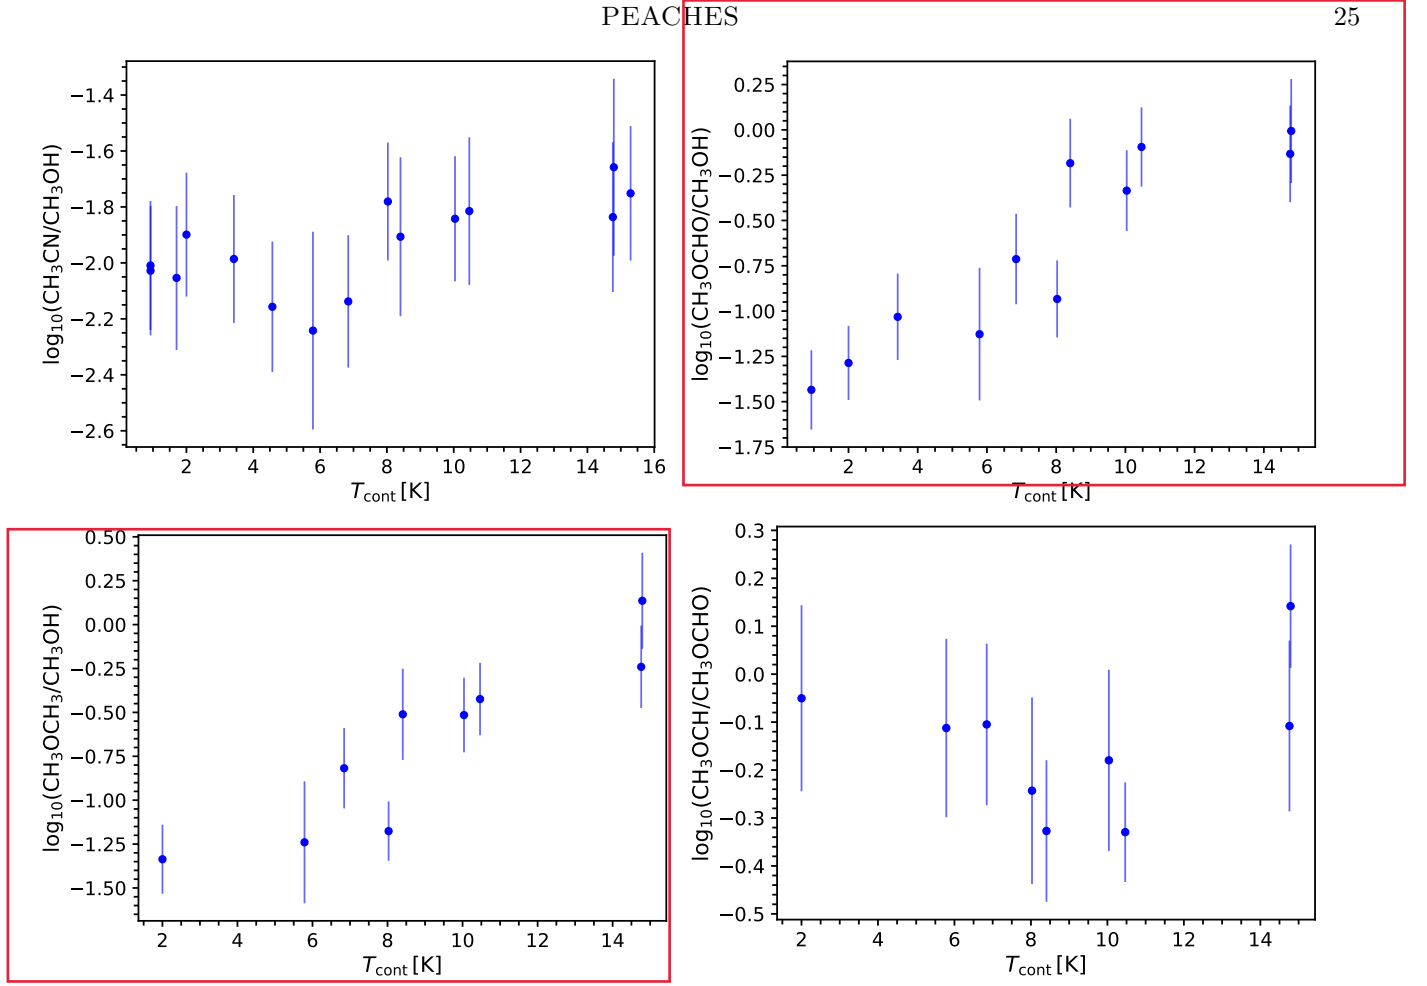 PEACHES 25
log₁₀(CH₃CN/CH₃OH)
−1.4
−1.6
−1.8
−2.0
−2.2
−2.4
−2.6
2 4 6 8 10 12 14 16
T_cont [K]
log₁₀(CH₃OCHO/CH₃OH)
0.25
0.00
−0.25
−0.50
−0.75
−1.00
−1.25
−1.50
−1.75
2 4 6 8 10 12 14
T_cont [K]
log₁₀(CH₃OCH₃/CH₃OH)
0.50
0.25
0.00
−0.25
−0.50
−0.75
−1.00
−1.25
−1.50
2 4 6 8 10 12 14
T_cont [K]
log₁₀(CH₃OCH/CH₃OCHO)
0.3
0.2
0.1
0.0
−0.1
−0.2
−0.3
−0.4
−0.5
2 4 6 8 10 12 14
T_cont [K]